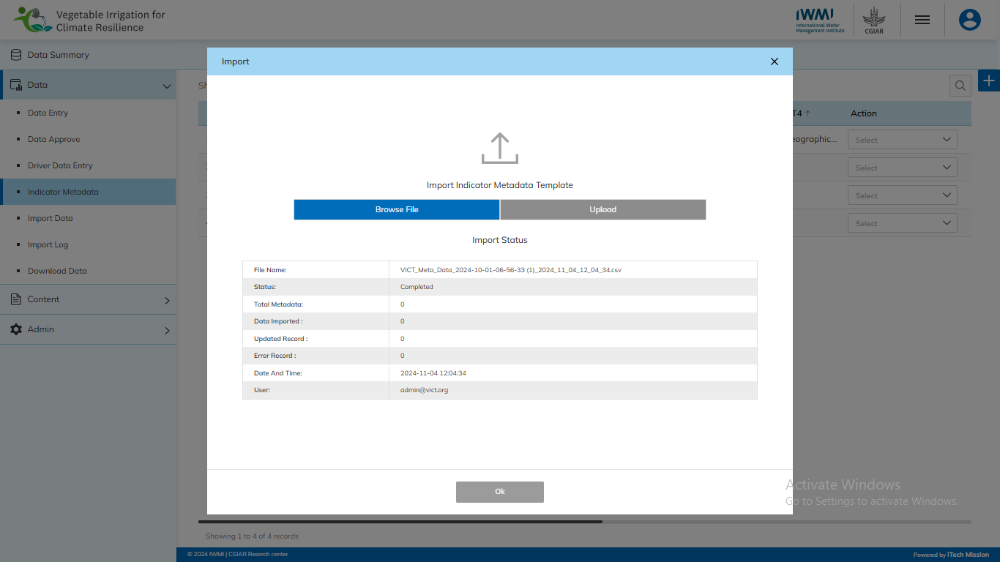 Vegetable Irrigation for
Climate Resilience
IWMI
International Water
Management Institute
CGIAR
Data Summary
Data
Data Entry
Data Approve
Driver Data Entry
Indicator Metadata
Import Data
Import Log
Download Data
Content
Admin
Import
Import Indicator Metadata Template
Browse File Upload
Import Status
File Name: VICT_Meta_Data_2024-10-01-06-56-33 (1)_2024_11_04_12_04_34.csv
Status: Completed
Total Metadata: 0
Data Imported : 0
Updated Record : 0
Error Record : 0
Date And Time: 2024-11-04 12:04:34
User: admin@vict.org
Ok
T4 Action
eographic... Select
Select
Select
Select
Activate Windows
Go to Settings to activate Windows.
Showing 1 to 4 of 4 records
© 2024 IWMI | CGIAR Reserch center
Powered by iTech Mission